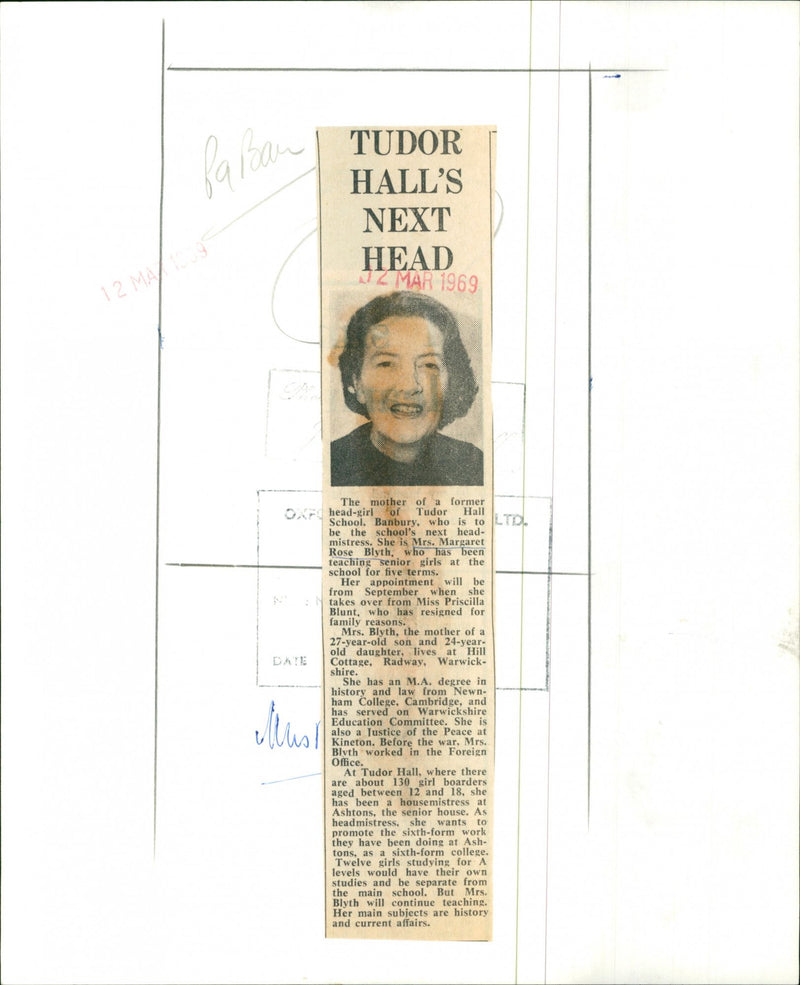 TUDOR
HALL'S
NEXT
HEAD
12 MAR 1969
12 MAR 1969
The mother of a former
head-girl of Tudor Hall
School, Banbury, who is to
be the school's next head-
mistress. She is Mrs. Margaret
Rose Blyth, who has been
teaching senior girls at the
school for five terms.
Her appointment will be
from September when she
takes over from Miss Priscilla
Blunt, who has resigned for
family reasons.
Mrs. Blyth, the mother of a
27-year-old son and 24-year-
old daughter, lives at Hill
Cottage, Radway, Warwick-
shire.
She has an M.A. degree in
history and law from Newn-
ham College, Cambridge, and
has served on Warwickshire
Education Committee. She is
also a Justice of the Peace at
Kineton. Before the war, Mrs.
Blyth worked in the Foreign
Office.
At Tudor Hall, where there
are about 130 girl boarders
aged between 12 and 18, she
has been a housemistress at
Ashtons, the senior house. As
headmistress, she wants to
promote the sixth-form work
they have been doing at Ash-
tons, as a sixth-form college.
Twelve girls studying for A
levels would have their own
studies and be separate from
the main school. But Mrs.
Blyth will continue teaching.
Her main subjects are history
and current affairs.
LTD.
DATE